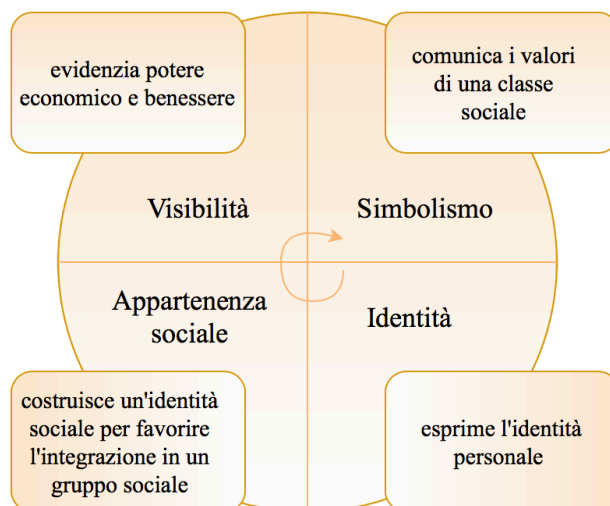 evidenzia potere
economico e benessere
comunica i valori
di una classe
sociale
Visibilità
Simbolismo
Appartenenza
sociale
Identità
costruisce un'identità
sociale per favorire
l'integrazione in un
gruppo sociale
esprime l'identità
personale